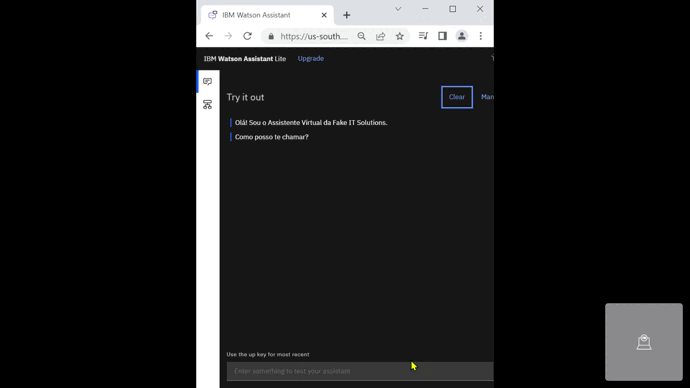 IBM Watson Assistant
https://us-south....
IBM Watson Assistant Lite Upgrade
Try it out
Clear
Man
Olá! Sou o Assistente Virtual da Fake IT Solutions.
Como posso te chamar?
Use the up key for most recent
Enter something to test your assistant